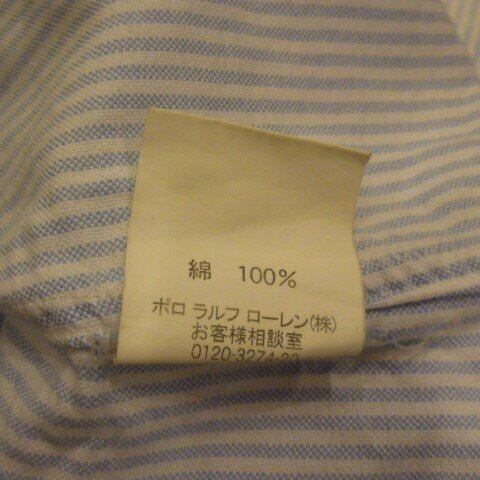 綿 100%
ポロ ラルフ ローレン(株)
お客様相談室
0120-3274-20